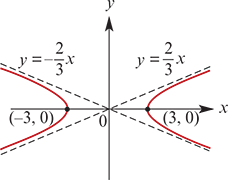 y
y = -2/3 x
y = 2/3 x
x
(–3, 0)
0
(3, 0)